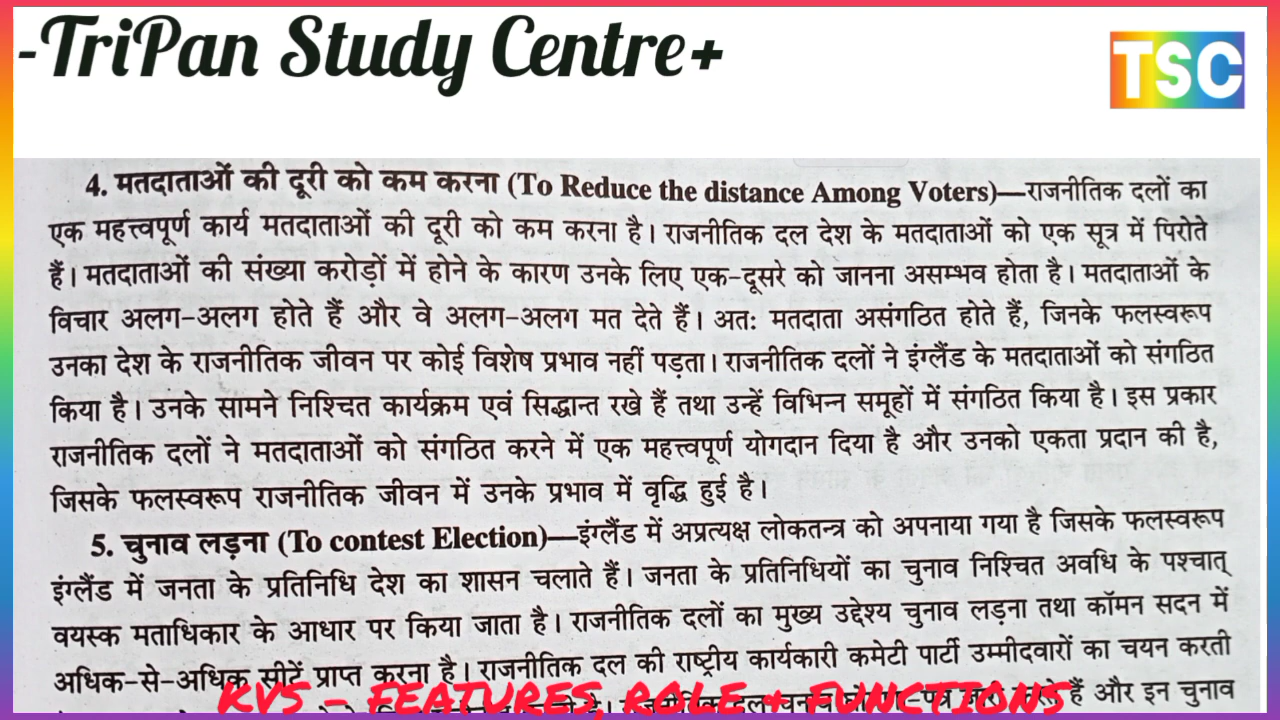 -TriPan Study Centre+
TSC
4. मतदाताओं की दूरी को कम करना (To Reduce the distance Among Voters)—राजनीतिक दलों का
एक महत्त्वपूर्ण कार्य मतदाताओं की दूरी को कम करना है। राजनीतिक दल देश के मतदाताओं को एक सूत्र में पिरोते
हैं। मतदाताओं की संख्या करोड़ों में होने के कारण उनके लिए एक-दूसरे को जानना असम्भव होता है। मतदाताओं के
विचार अलग-अलग होते हैं और वे अलग-अलग मत देते हैं। अतः मतदाता असंगठित होते हैं, जिनके फलस्वरूप
उनका देश के राजनीतिक जीवन पर कोई विशेष प्रभाव नहीं पड़ता। राजनीतिक दलों ने इंग्लैंड के मतदाताओं को संगठित
किया है। उनके सामने निश्चित कार्यक्रम एवं सिद्धान्त रखे हैं तथा उन्हें विभिन्न समूहों में संगठित किया है। इस प्रकार
राजनीतिक दलों ने मतदाताओं को संगठित करने में एक महत्त्वपूर्ण योगदान दिया है और उनको एकता प्रदान की है,
जिसके फलस्वरूप राजनीतिक जीवन में उनके प्रभाव में वृद्धि हुई है।
5. चुनाव लड़ना (To contest Election)—इंग्लैंड में अप्रत्यक्ष लोकतन्त्र को अपनाया गया है जिसके फलस्वरूप
इंग्लैंड में जनता के प्रतिनिधि देश का शासन चलाते हैं। जनता के प्रतिनिधियों का चुनाव निश्चित अवधि के पश्चात्
वयस्क मताधिकार के आधार पर किया जाता है। राजनीतिक दलों का मुख्य उद्देश्य चुनाव लड़ना तथा कॉमन सदन में
अधिक-से-अधिक सीटें प्राप्त करना है। राजनीतिक दल की राष्ट्रीय कार्यकारी कमेटी पार्टी उम्मीदवारों का चयन करती
हैं और इन चुनाव
KVS - FEATURES, ROLE & FUNCTIONS